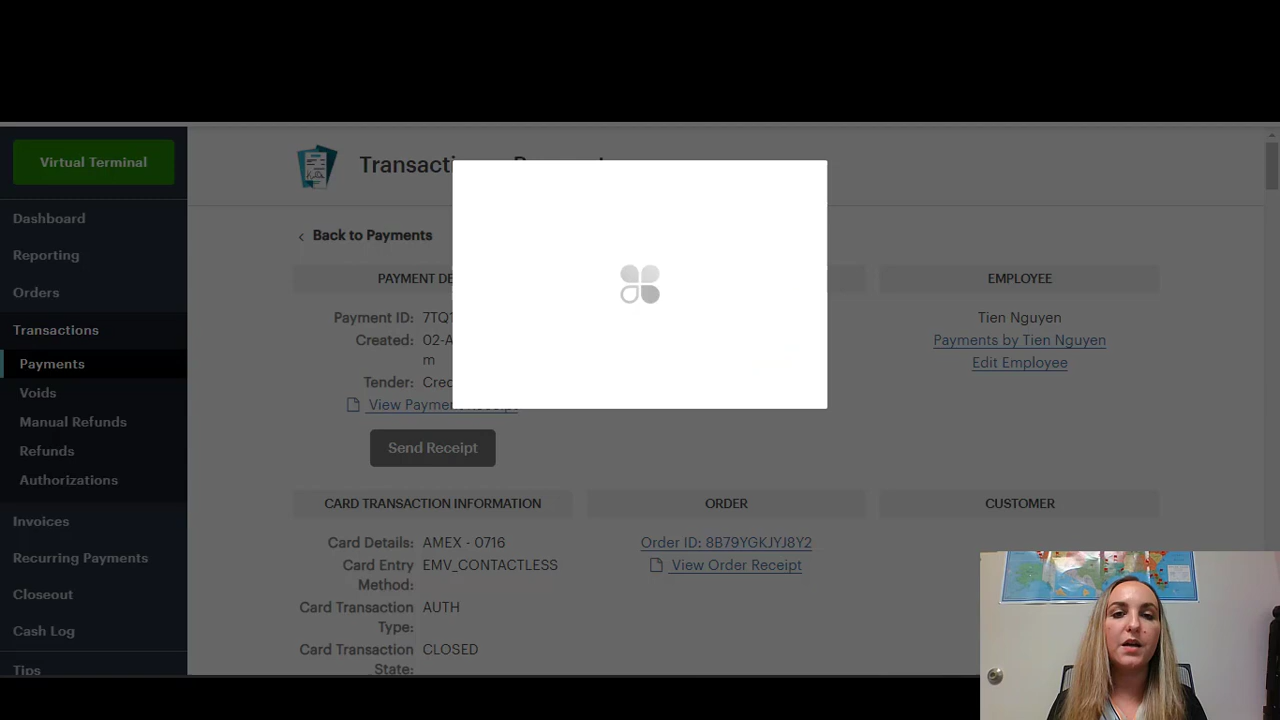 Virtual Terminal
Dashboard
Reporting
Orders
Transactions
Payments
Voids
Manual Refunds
Refunds
Authorizations
Invoices
Recurring Payments
Closeout
Cash Log
Tips
Back to Payments
Payment ID:
Created:
m
Tender:
Send Receipt
EMPLOYEE
Tien Nguyen
Payments by Tien Nguyen
Edit Employee
CARD TRANSACTION INFORMATION
Card Details: AMEX - 0716
Card Entry EMV_CONTACTLESS
Method:
Card Transaction AUTH
Type:
Card Transaction CLOSED
State:
ORDER
Order ID: 8B79YGKJYJ8Y2
View Order Receipt
CUSTOMER